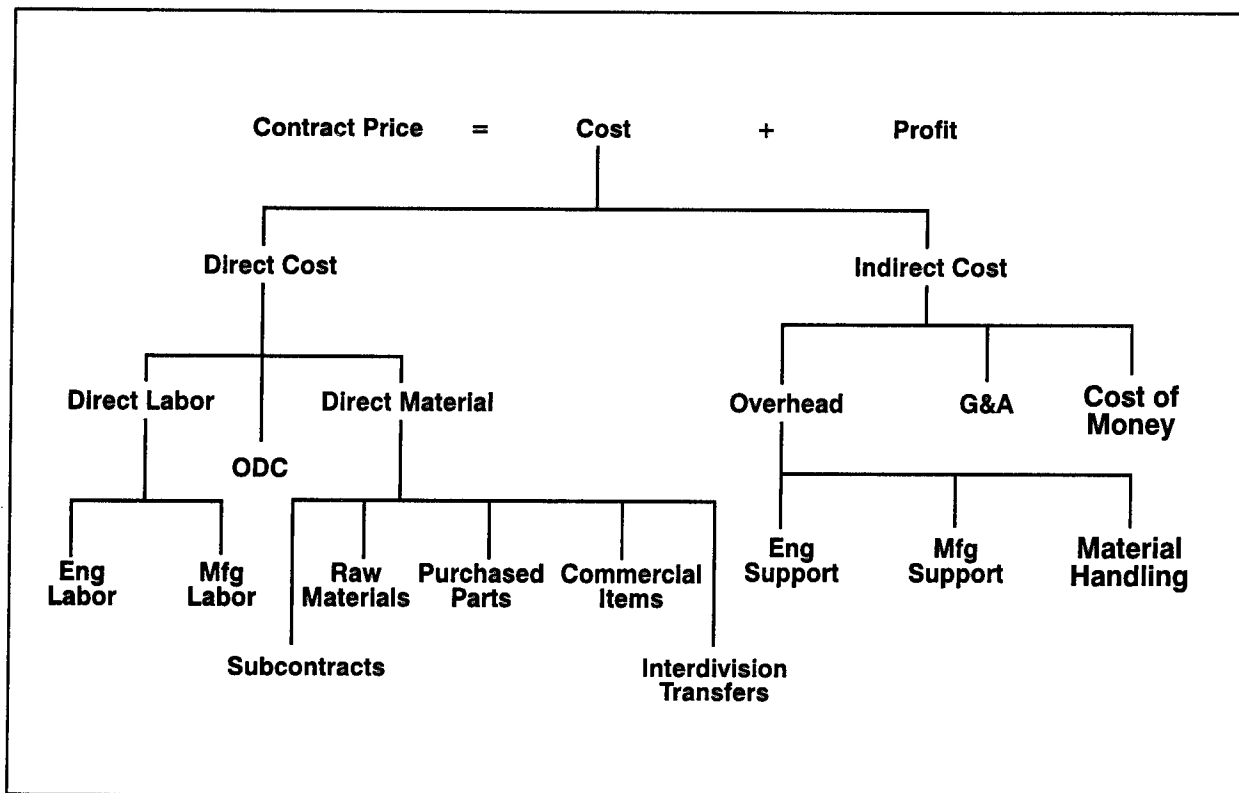 Contract Price = Cost + Profit
Direct Cost
Indirect Cost
Direct Labor
Direct Material
Overhead
G&A
Cost of
Money
ODC
Eng
Labor
Mfg
Labor
Raw
Materials
Purchased
Parts
Commercial
Items
Eng
Support
Mfg
Support
Material
Handling
Subcontracts
Interdivision
Transfers